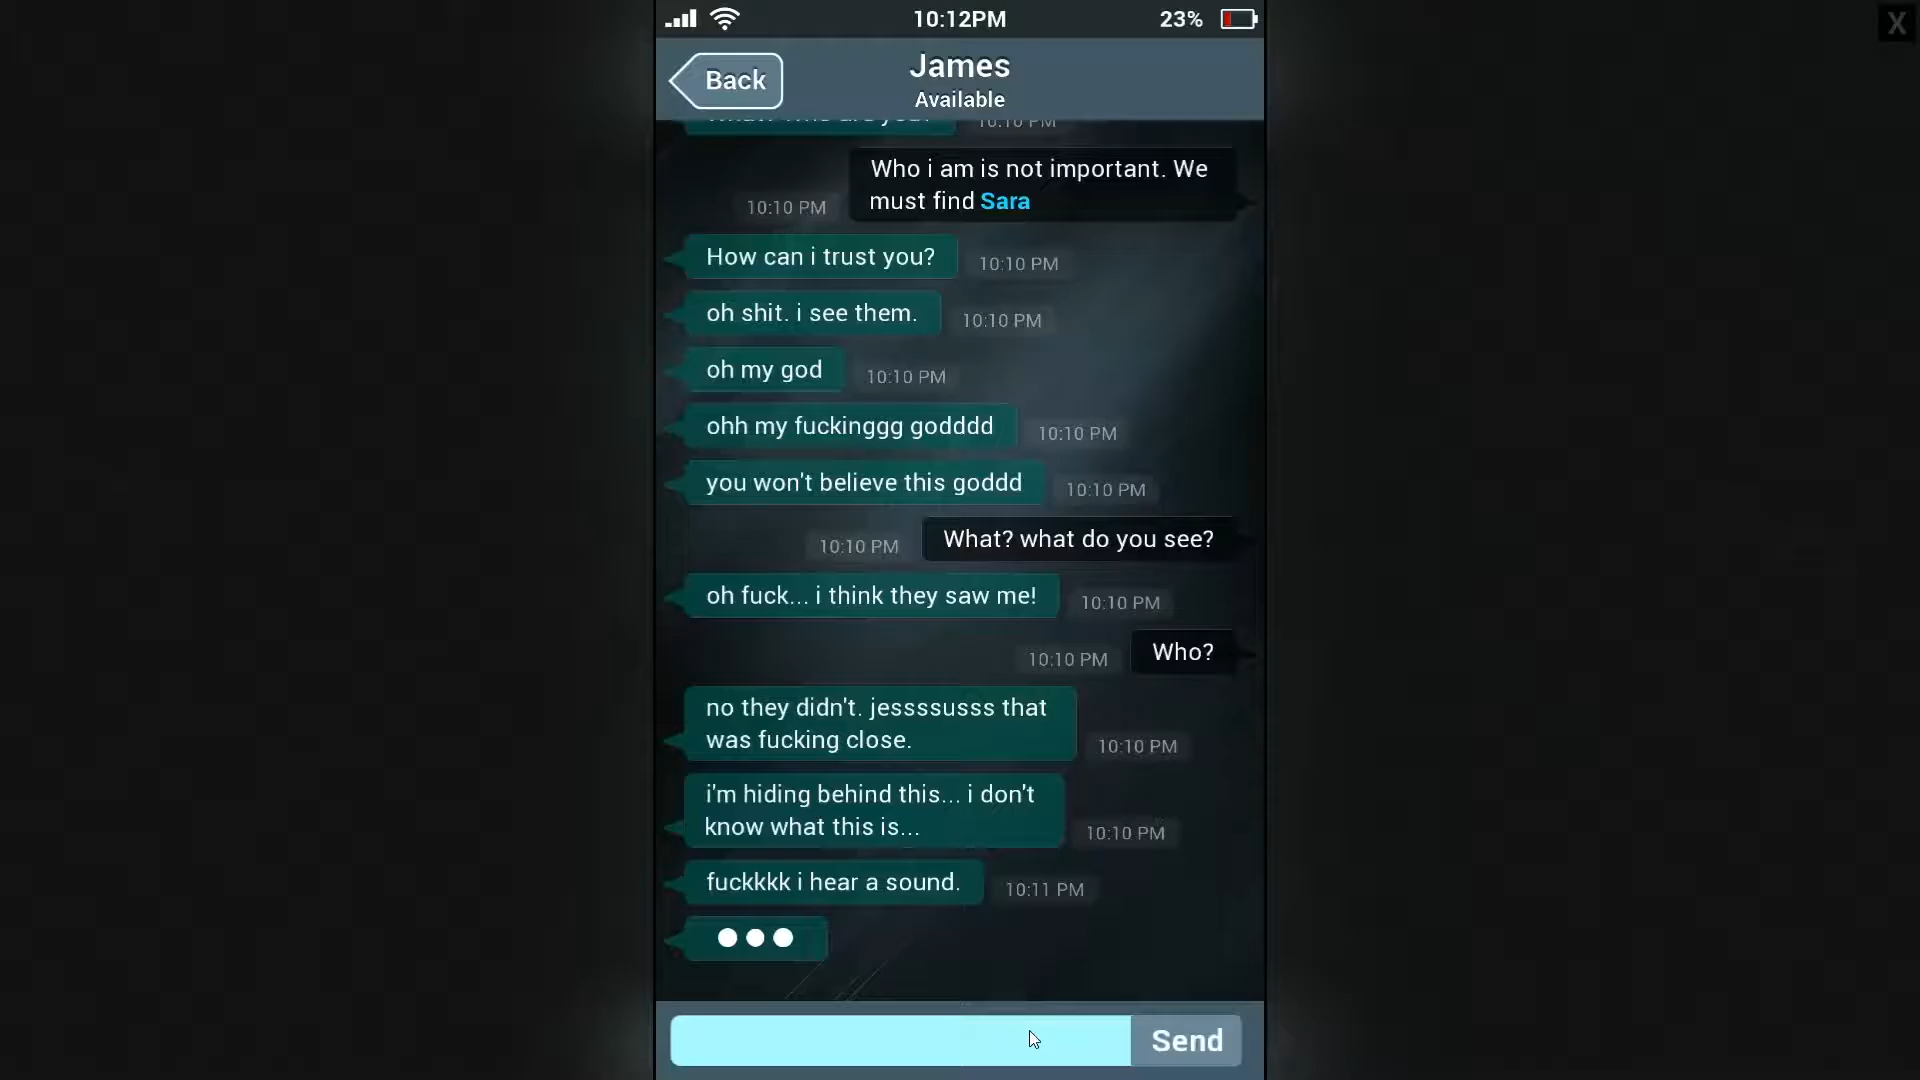 10:12PM
23%
X
Back
James
Available
10:10 PM
Who i am is not important. We
must find Sara
10:10 PM
How can i trust you?
10:10 PM
oh shit. i see them.
10:10 PM
oh my god
10:10 PM
ohh my fuckinggg godddd
10:10 PM
you won't believe this goddd
10:10 PM
What? what do you see?
10:10 PM
oh fuck... i think they saw me!
10:10 PM
Who?
10:10 PM
no they didn't. jessssusss that
was fucking close.
10:10 PM
i'm hiding behind this... i don't
know what this is...
10:10 PM
fuckkkk i hear a sound.
10:11 PM
Send